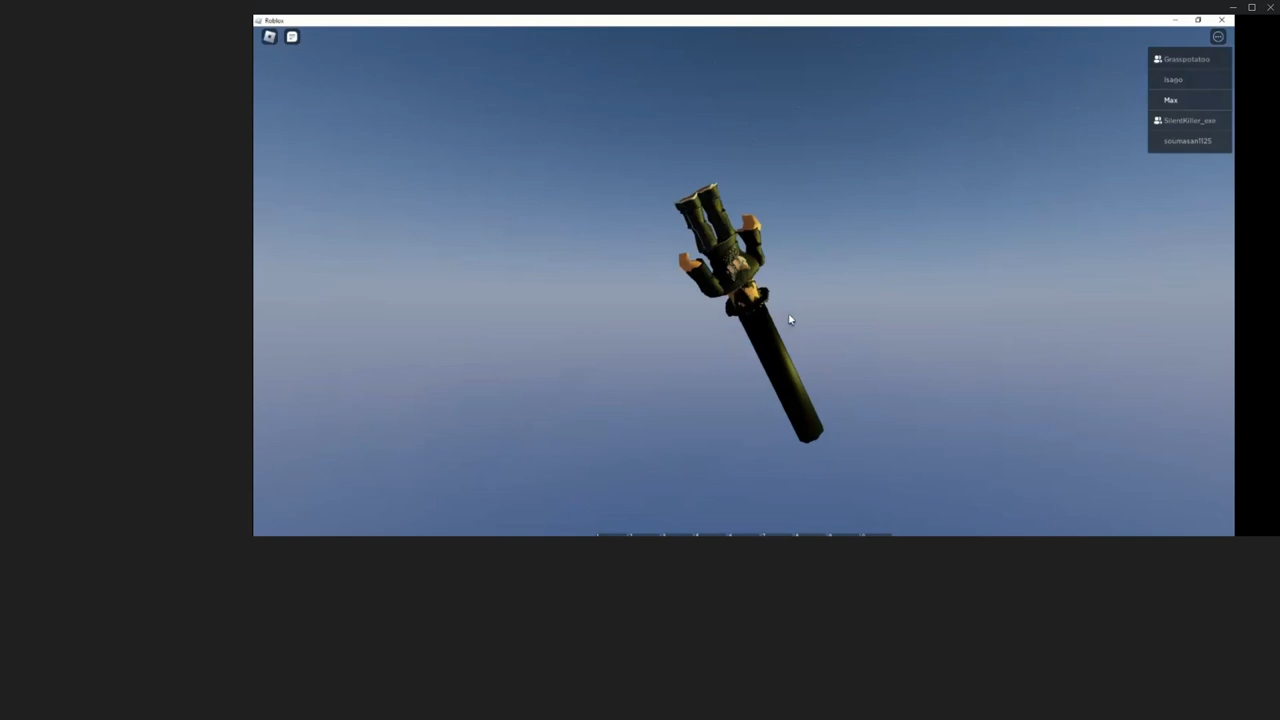 Roblox
Grasspotatoo
Isago
Max
SilentKiller_exe
soumasan1125